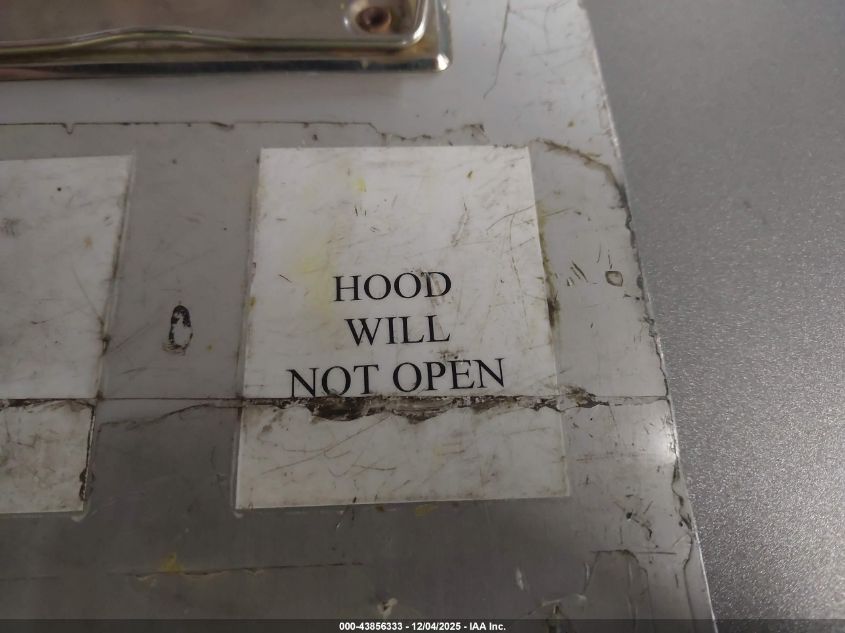 HOOD
WILL
NOT OPEN
000-43856333 - 12/04/2025 - IAA Inc.